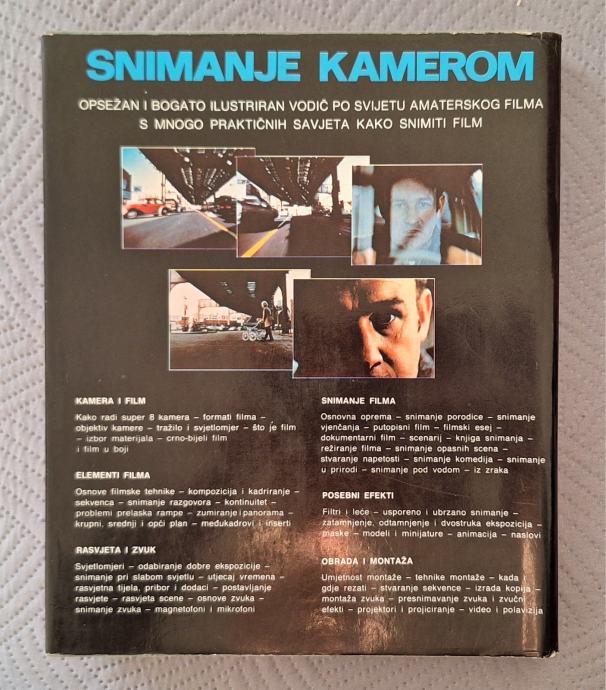 SNIMANJE KAMEROM
OPSEŽAN I BOGATO ILUSTRIRAN VODIČ PO SVIJETU AMATERSKOG FILMA
S MNOGO PRAKTIČNIH SAVJETA KAKO SNIMITI FILM
KAMERA I FILM
Kako radi super 8 kamera – formati filma –
objektiv kamere – tražilo i svjetlomjer – što je film
– izbor materijala – crno-bijeli film
i film u boji
ELEMENTI FILMA
Osnove filmske tehnike – kompozicija i kadriranje –
sekvenca – snimanje razgovora – kontinuitet –
problemi prelaska rampe – zumiranje i panorama –
krupni, srednji i opći plan – međukadrovi i inserti
RASVJETA I ZVUK
Svjetlomjeri – odabiranje dobre ekspozicije –
snimanje pri slabom svjetlu – utjecaj vremena –
rasvjetna tijela, pribor i dodaci – postavljanje
rasvjete – rasvjeta scene – osnove zvuka –
snimanje zvuka – magnetofoni i mikrofoni
SNIMANJE FILMA
Osnovna oprema – snimanje porodice – snimanje
vjenčanja – putopisni film – filmski esej –
dokumentarni film – scenarij – knjiga snimanja –
režiranje filma – snimanje opasnih scena –
stvaranje napetosti – snimanje komedija – snimanje
u prirodi – snimanje pod vodom – iz zraka
POSEBNI EFEKTI
Filtri i leće – usporeno i ubrzano snimanje –
zatamnjenje, odtamnjenje i dvostruka ekspozicija –
maske – modeli i minijature – animacija – naslovi
OBRADA I MONTAŽA
Umjetnost montaže – tehnike montaže – kada i
gdje rezati – stvaranje sekvence – izrada kopija –
montaža zvuka – presnimavanje zvuka i zvučni
efekti – projektori i projiciranje – video i polavizija